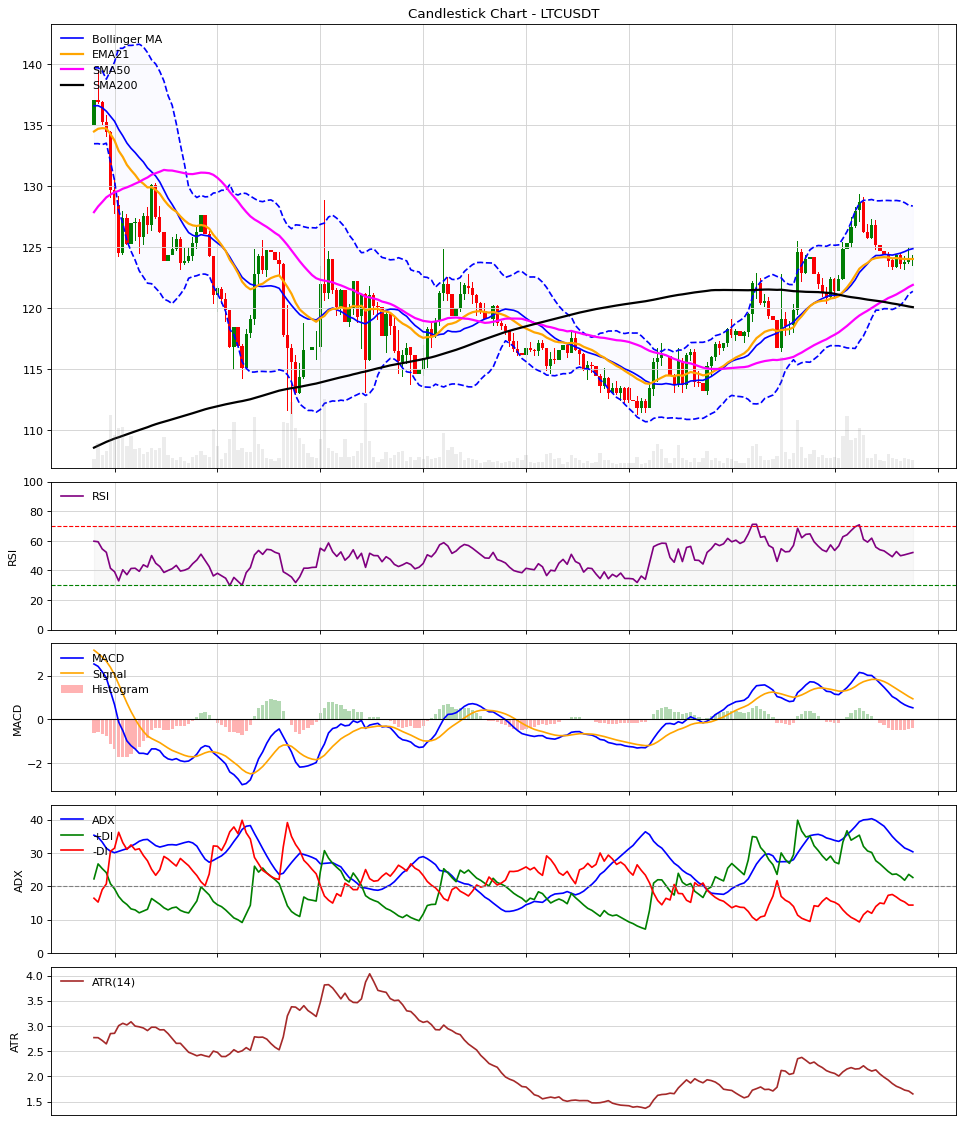 Candlestick Chart - LTCUSDT
Bollinger MA
EMA21
SMA50
SMA200
140
135
130
125
120
115
110
RSI
100
80
60
40
20
0
RSI
MACD
Signal
Histogram
2
0
−2
MACD
ADX
+DI
-DI
40
30
20
10
0
ADX
ATR(14)
4.0
3.5
3.0
2.5
2.0
1.5
ATR